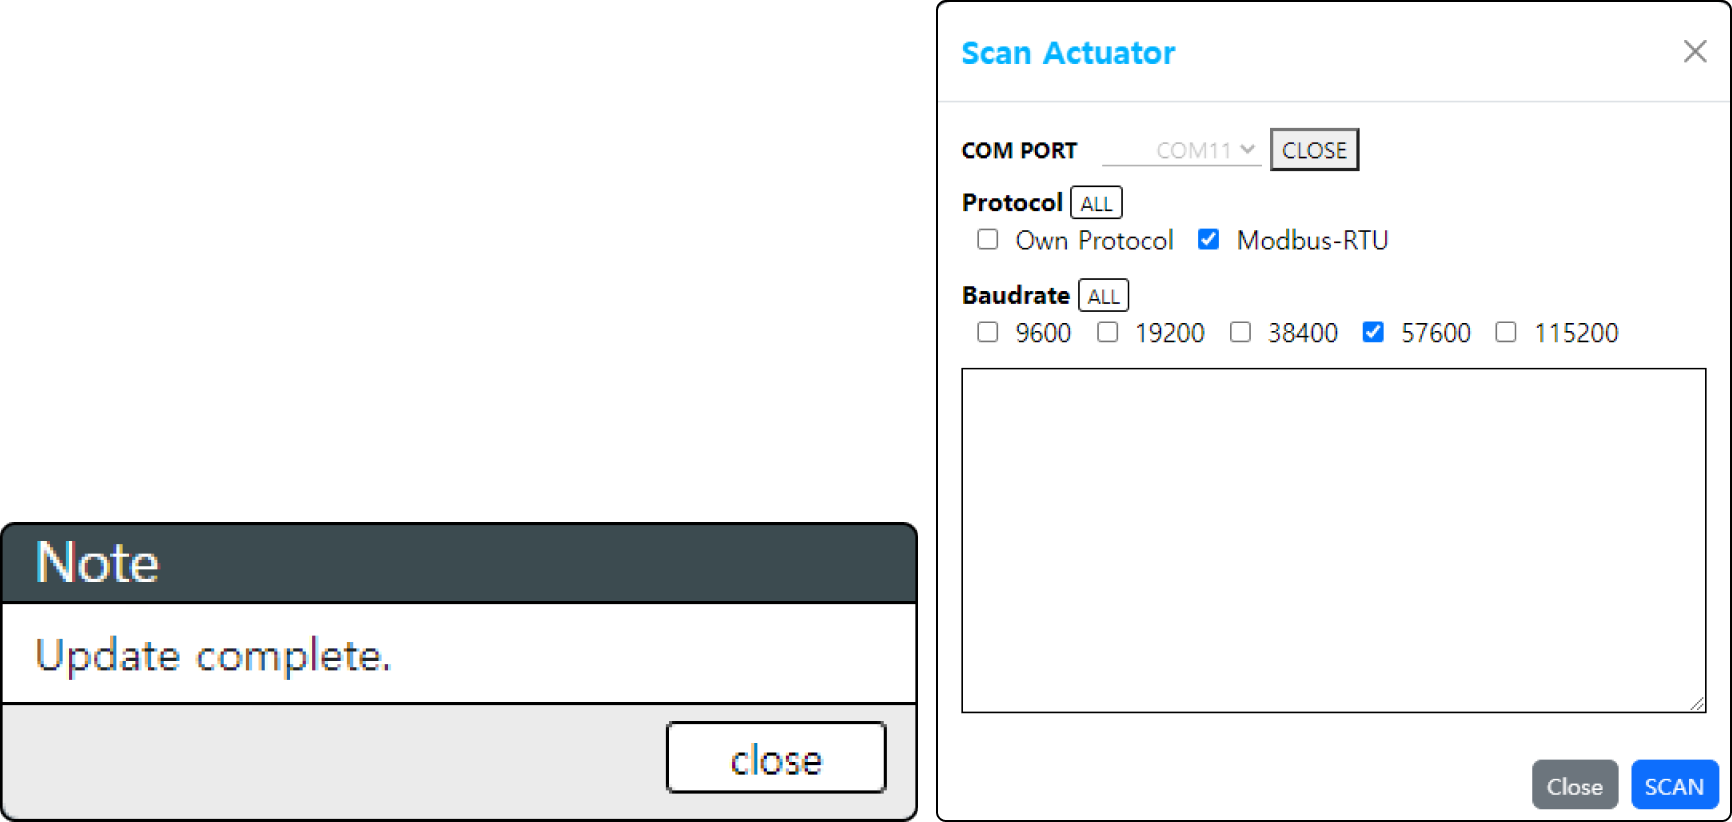 Note
Update complete.
close
Scan Actuator
COM PORT COM11 CLOSE
Protocol ALL
Own Protocol Modbus-RTU
Baudrate ALL
9600 19200 38400 57600 115200
Close SCAN